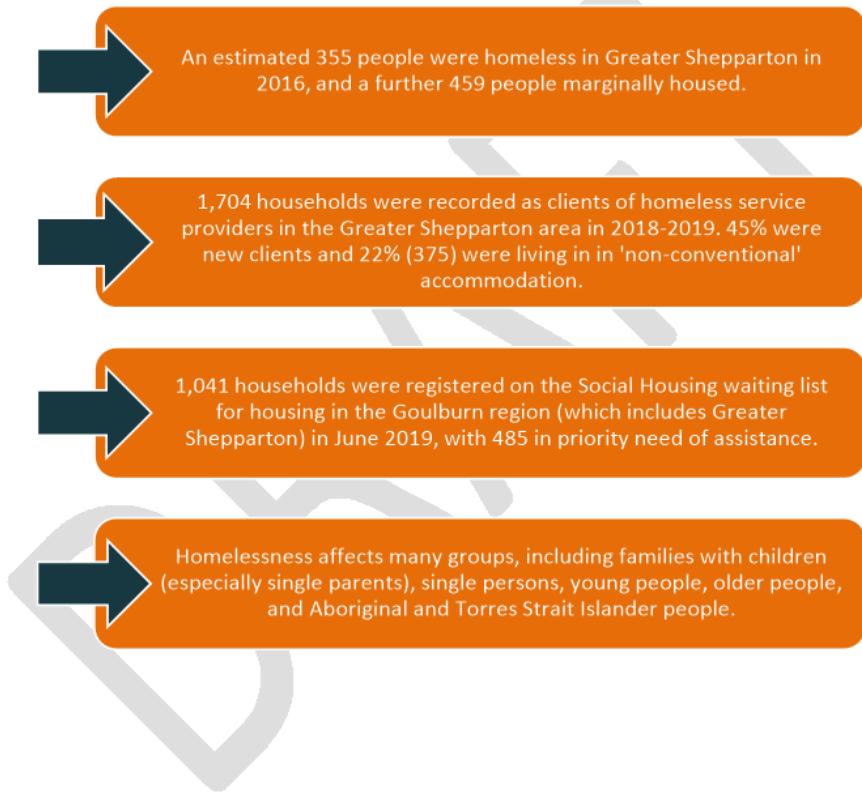 An estimated 355 people were homeless in Greater Shepparton in
2016, and a further 459 people marginally housed.
1,704 households were recorded as clients of homeless service
providers in the Greater Shepparton area in 2018-2019. 45% were
new clients and 22% (375) were living in in 'non-conventional'
accommodation.
1,041 households were registered on the Social Housing waiting list
for housing in the Goulburn region (which includes Greater
Shepparton) in June 2019, with 485 in priority need of assistance.
Homelessness affects many groups, including families with children
(especially single parents), single persons, young people, older people,
and Aboriginal and Torres Strait Islander people.